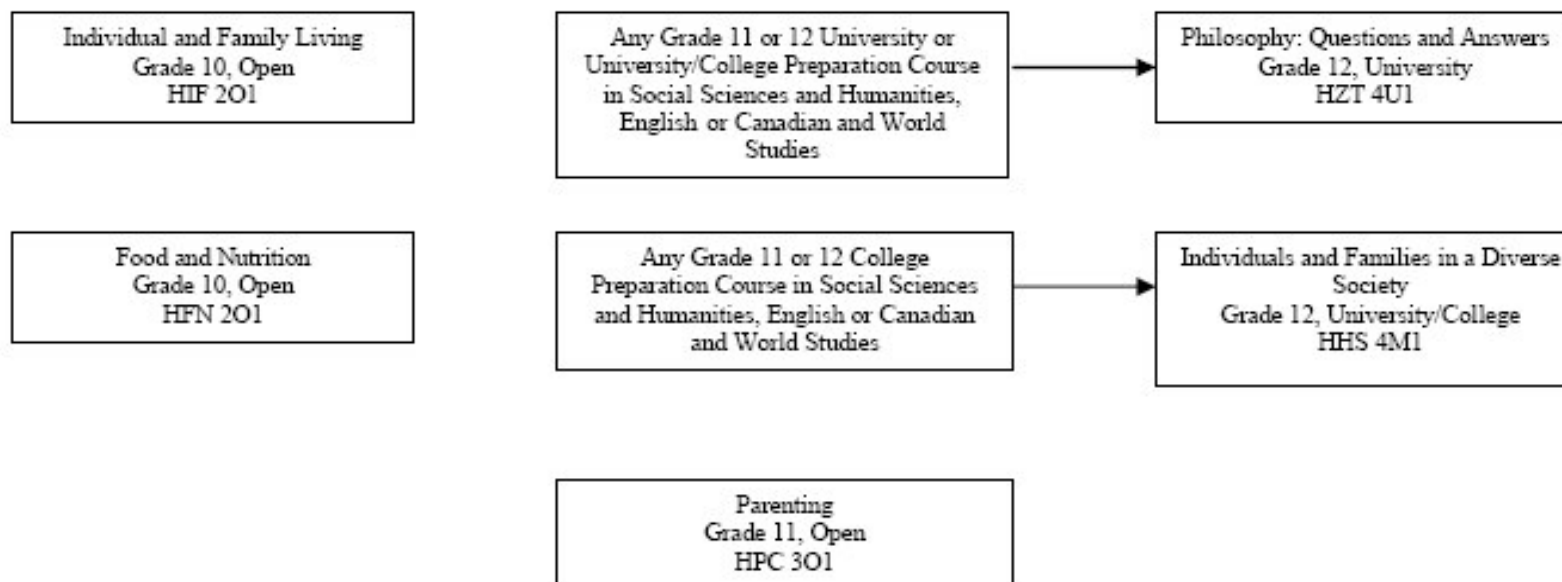 Individual and Family Living
Grade 10, Open
HIF 2O1
Any Grade 11 or 12 University or
University/College Preparation Course
in Social Sciences and Humanities,
English or Canadian and World
Studies
Philosophy: Questions and Answers
Grade 12, University
HZT 4U1
Food and Nutrition
Grade 10, Open
HFN 2O1
Any Grade 11 or 12 College
Preparation Course in Social Sciences
and Humanities, English or Canadian
and World Studies
Individuals and Families in a Diverse
Society
Grade 12, University/College
HHS 4M1
Parenting
Grade 11, Open
HPC 3O1